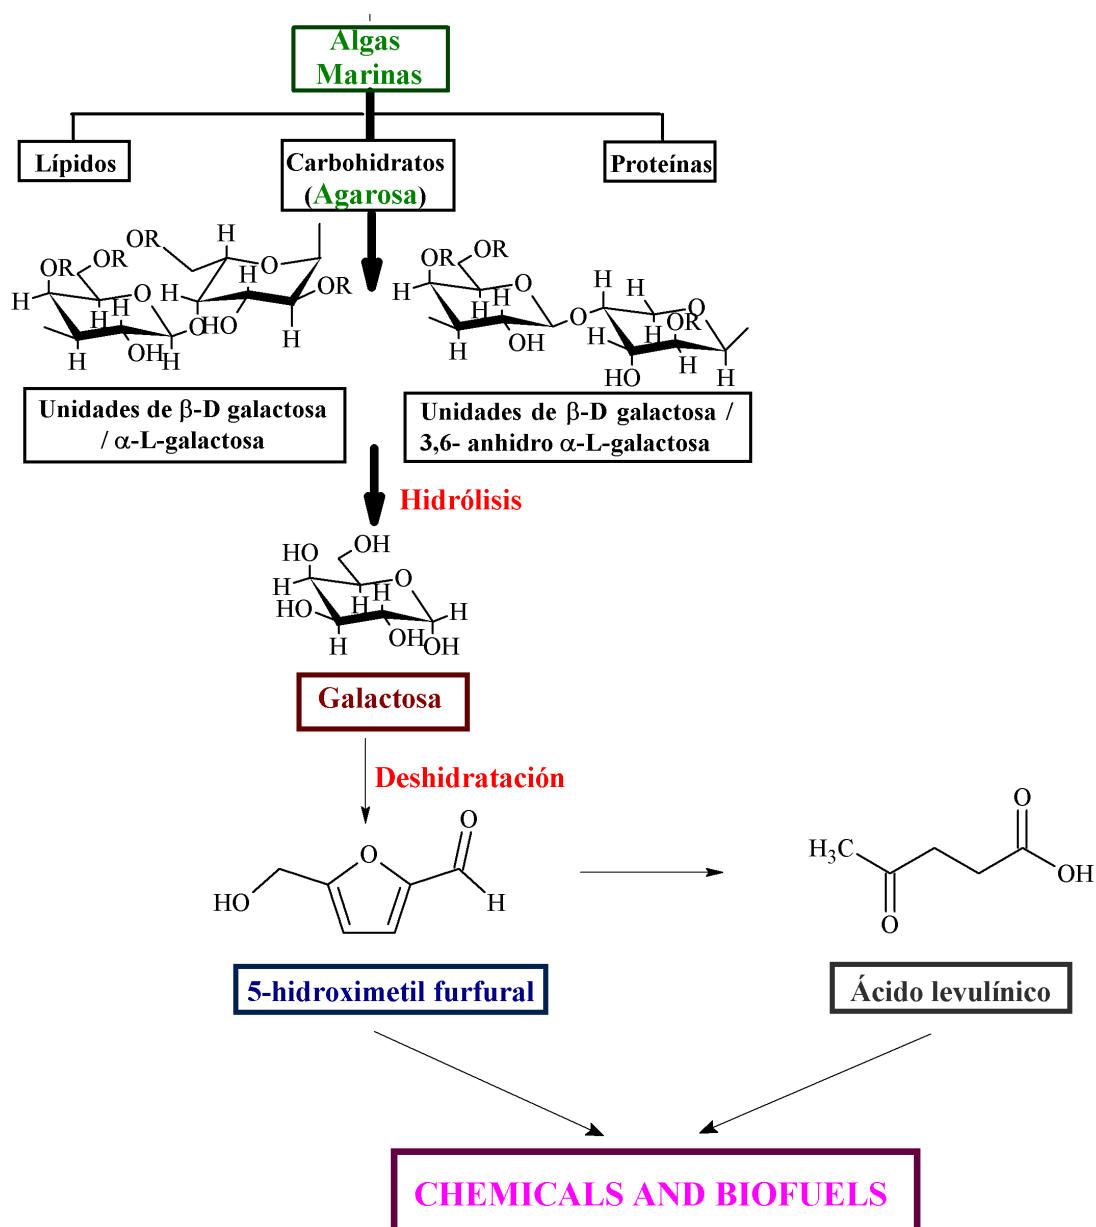 Algas
Marinas
Lípidos
Carbohidratos
(Agarosa)
Proteínas
OR
OR
OR
H
O
H
H
OR
H
O
H
H
O
HO
H
OH
H
H
OR
OR
H
O
H
H
H
OH
O
H
H
O
OR
H
H
HO
H
Unidades de β-D galactosa
/ α-L-galactosa
Unidades de β-D galactosa /
3,6- anhidro α-L-galactosa
Hidrólisis
OH
HO
O
H
H
H
HO
H
OH
OH
H
Galactosa
Deshidratación
O
O
HO
H
O
H₃C
OH
O
5-hidroximetil furfural
Ácido levulínico
CHEMICALS AND BIOFUELS